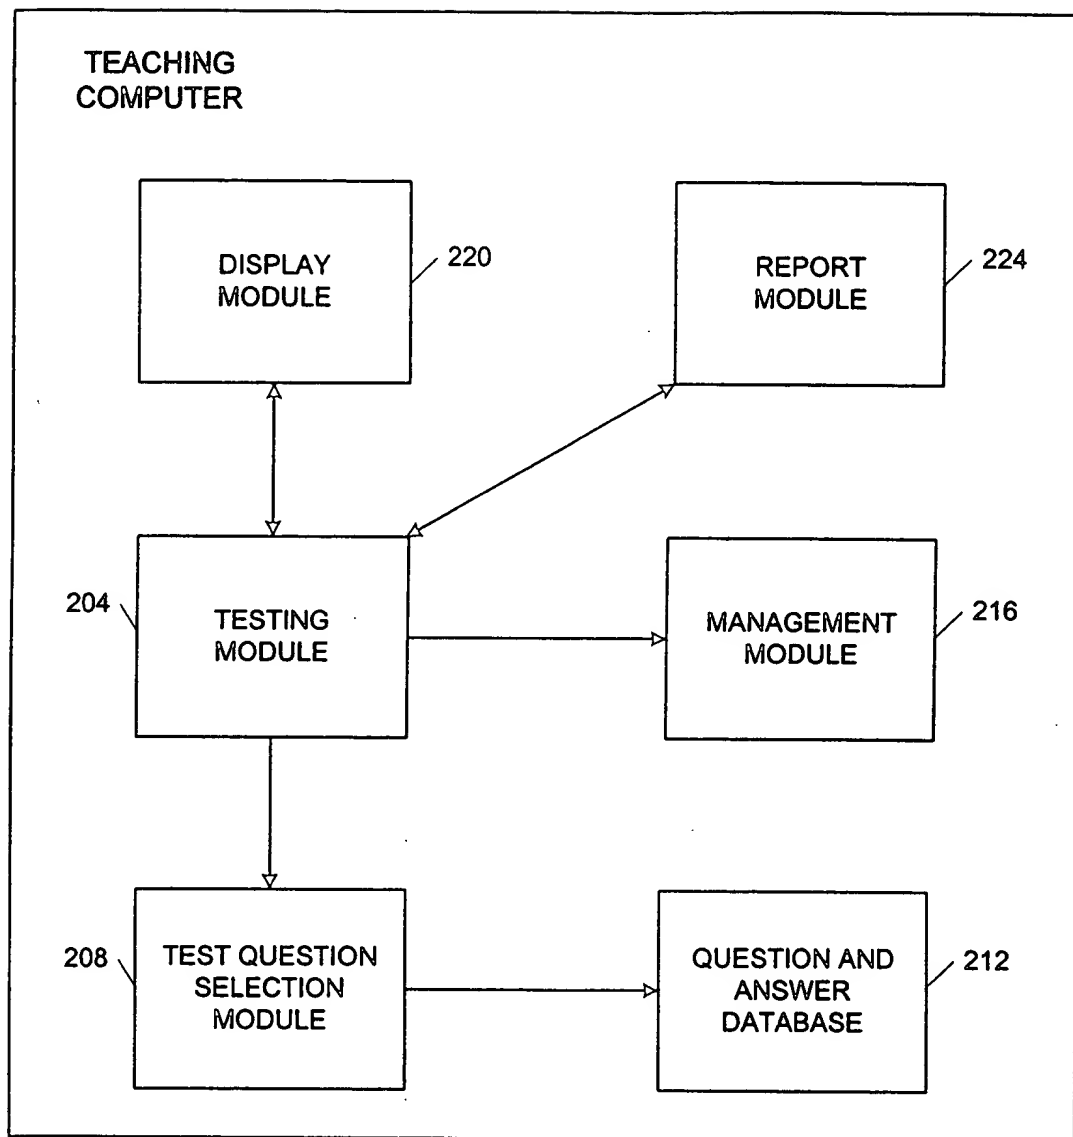 TEACHING
COMPUTER
DISPLAY
MODULE
220
REPORT
MODULE
224
204
TESTING
MODULE
MANAGEMENT
MODULE
216
208
TEST QUESTION
SELECTION
MODULE
QUESTION AND
ANSWER
DATABASE
212